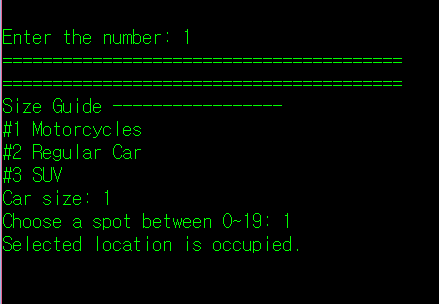 Enter the number: 1
========================================
========================================
Size Guide -----------------
#1 Motorcycles
#2 Regular Car
#3 SUV
Car size: 1
Choose a spot between 0~19: 1
Selected location is occupied.